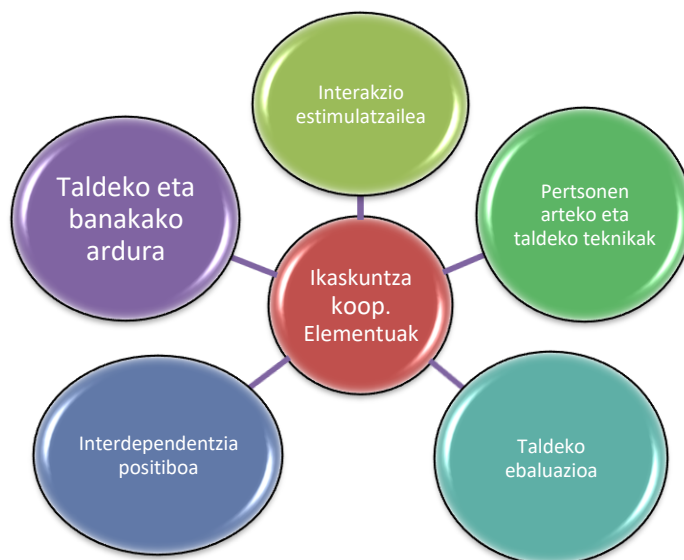 Interakzio
estimulatzailea
Taldeko eta
banakako
ardura
Pertsonen
arteko eta
taldeko teknikak
Ikaskuntza
koop.
Elementuak
Interdependentzia
positiboa
Taldeko
ebaluazioa